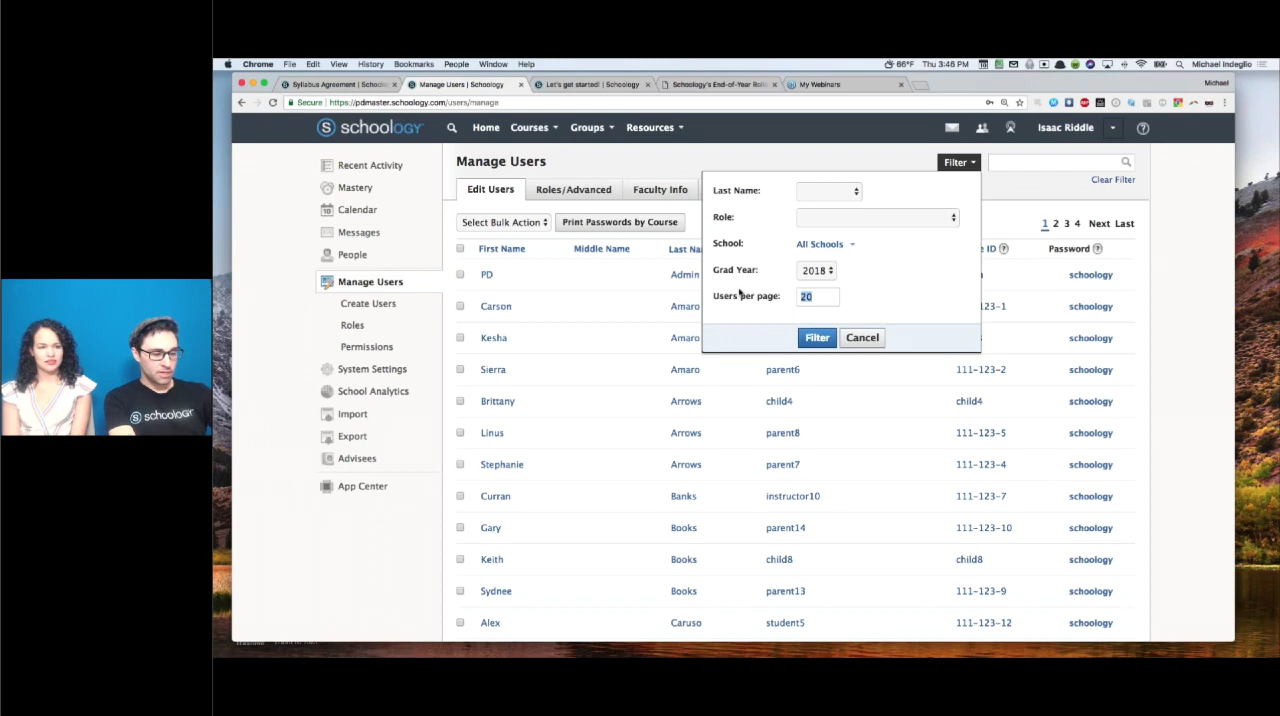 Chrome File Edit View History Bookmarks People Window Help 66°F Thu 3:46 PM Michael Indeglio
Syllabus Agreement | Schoolo Manage Users | Schoology Let's get started! | Schoology Schoology's End-of-Year Roll My Webinars Michael
Secure https://pdmaster.schoology.com/users/manage
S schoology Home Courses Groups Resources Isaac Riddle
Recent Activity
Mastery
Calendar
Messages
People
Manage Users
Create Users
Roles
Permissions
System Settings
School Analytics
Import
Export
Advisees
App Center
Manage Users
Filter
Clear Filter
Edit Users Roles/Advanced Faculty Info
Select Bulk Action Print Passwords by Course
1 2 3 4 Next Last
Last Name:
Role:
School: All Schools
Grad Year: 2018
Users per page: 20
Filter Cancel
First Name Middle Name Last Na ID Password
PD Admin schoology
Carson Amaro -123-1 schoology
Kesha Amaro schoology
Sierra Amaro parent6 111-123-2 schoology
Brittany Arrows child4 child4 schoology
Linus Arrows parent8 111-123-5 schoology
Stephanie Arrows parent7 111-123-4 schoology
Curran Banks instructor10 111-123-7 schoology
Gary Books parent14 111-123-10 schoology
Keith Books child8 child8 schoology
Sydnee Books parent13 111-123-9 schoology
Alex Caruso student5 111-123-12 schoology
S schoology